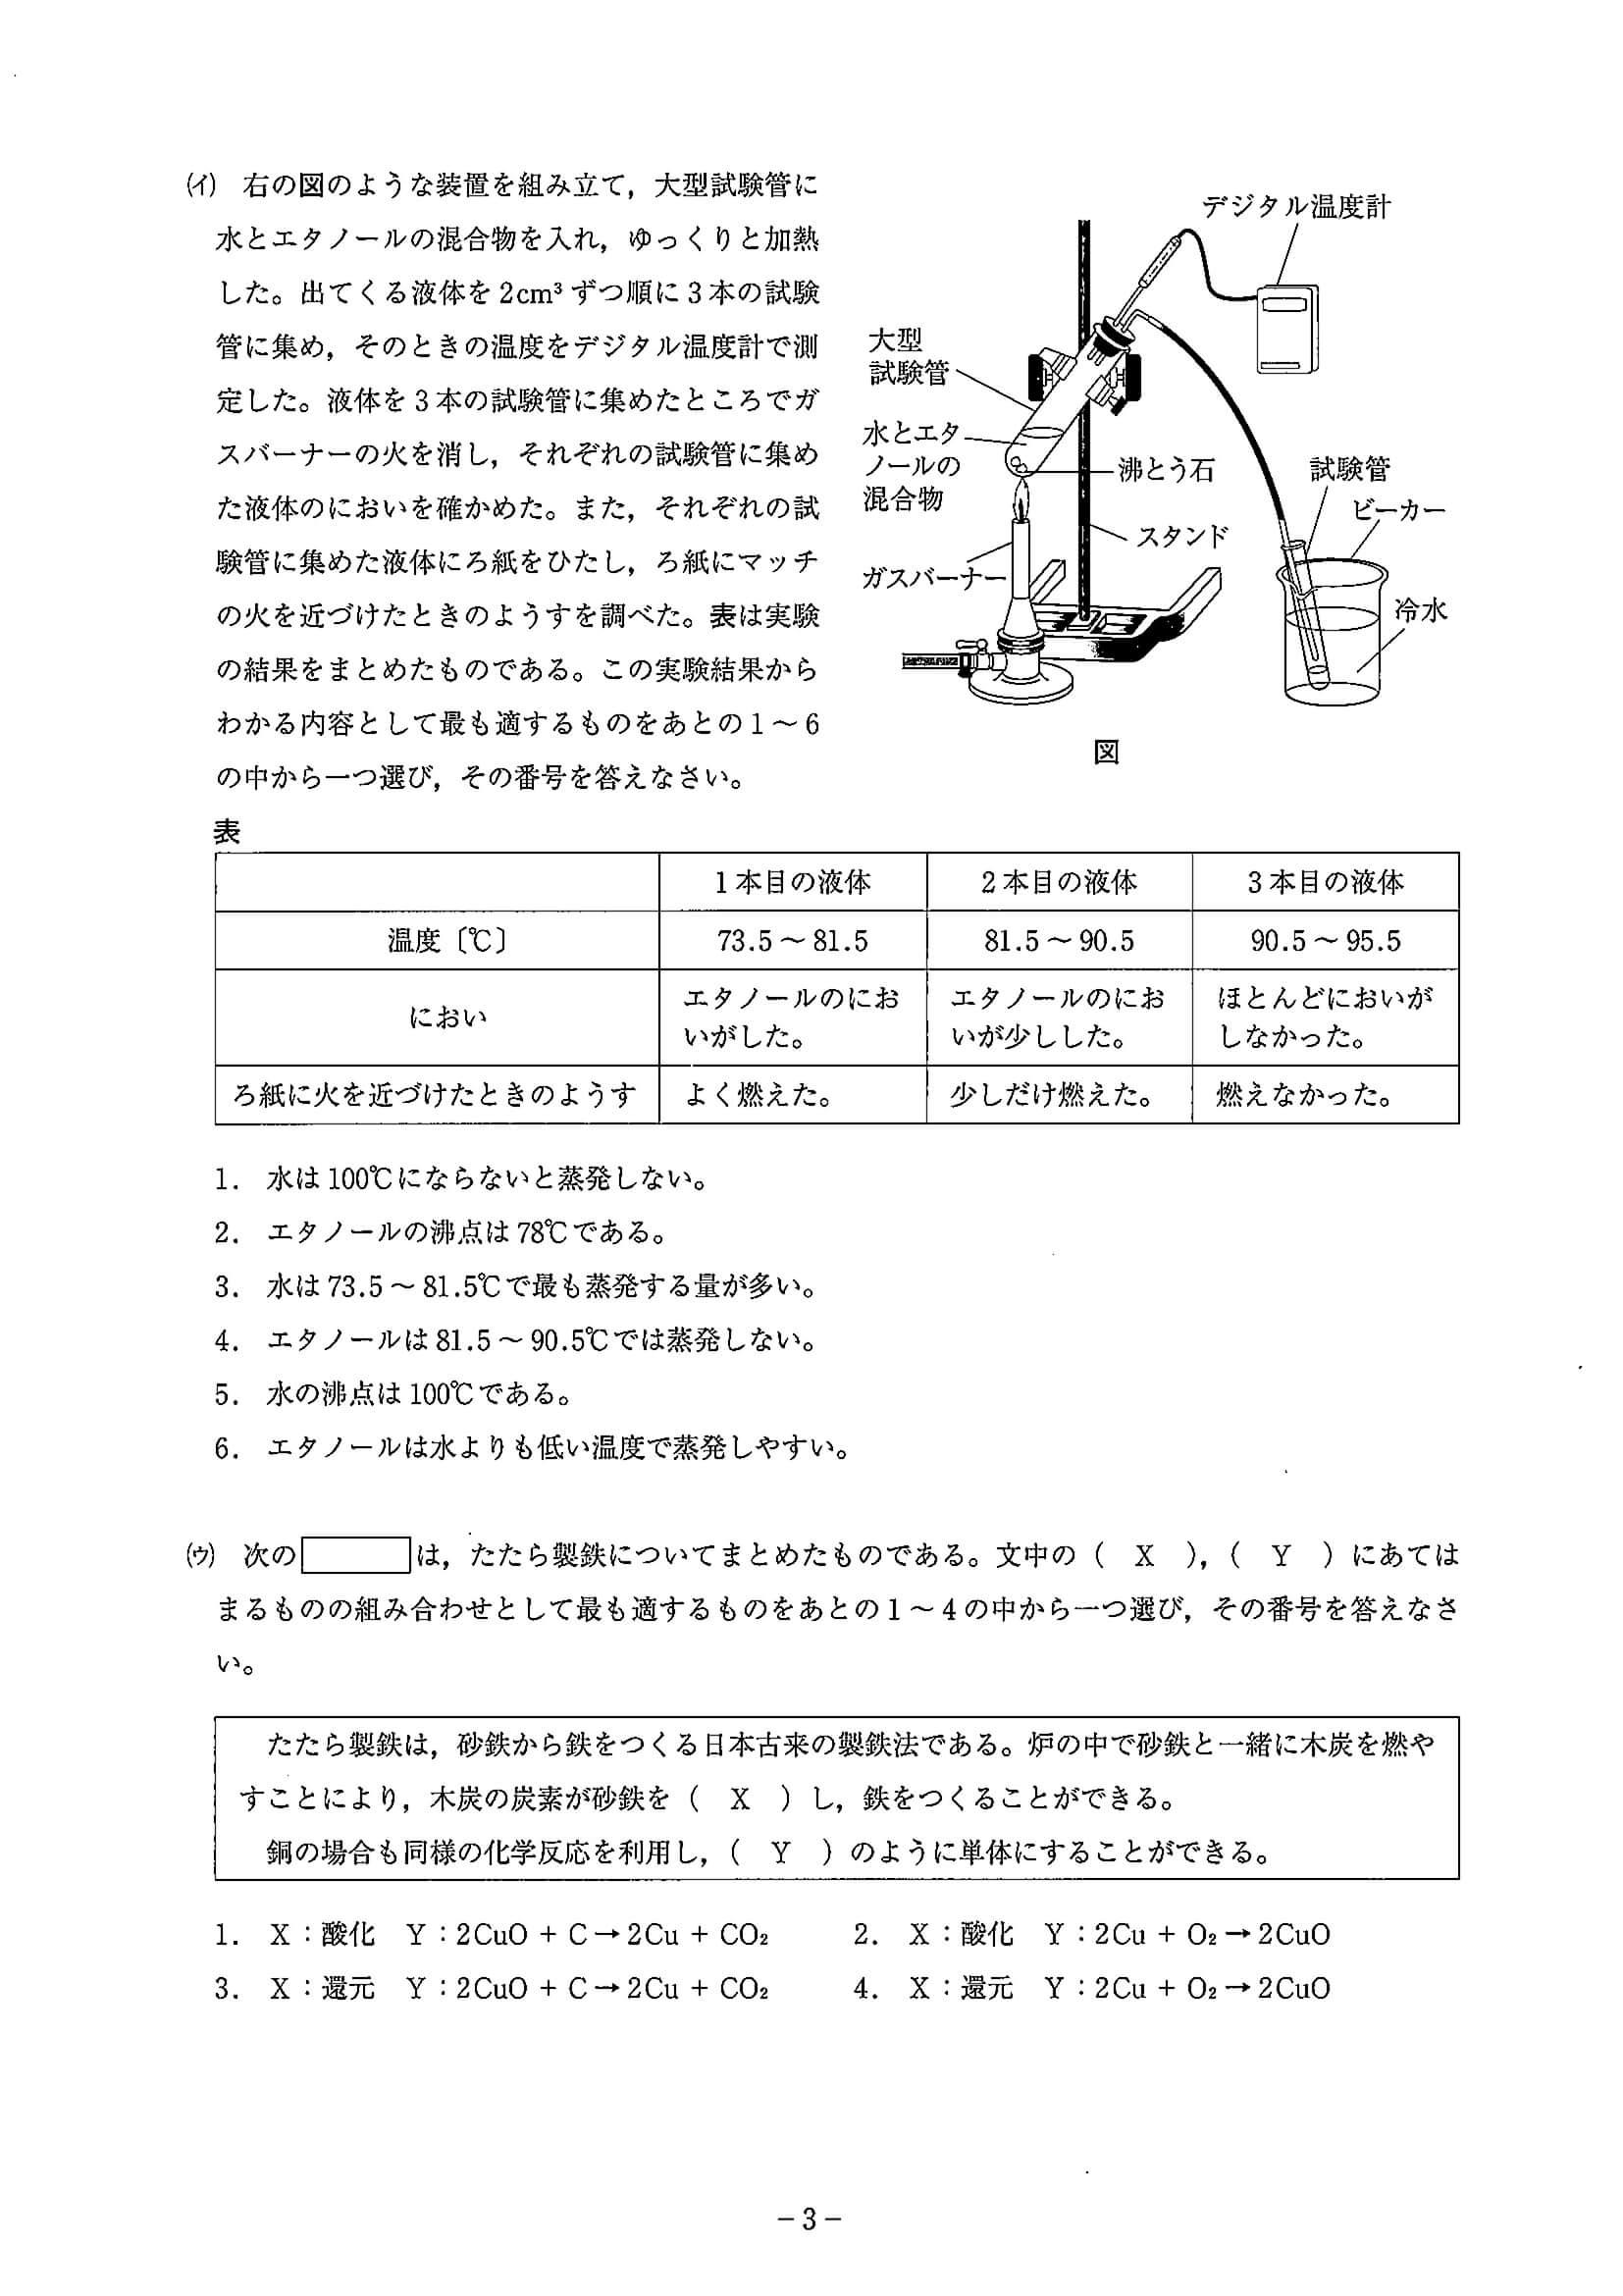 (イ) 右の図のような装置を組み立て，大型試験管に
水とエタノールの混合物を入れ，ゆっくりと加熱
した。出てくる液体を2cm³ずつ順に3本の試験
管に集め，そのときの温度をデジタル温度計で測
定した。液体を3本の試験管に集めたところでガ
スバーナーの火を消し，それぞれの試験管に集め
た液体のにおいを確かめた。また，それぞれの試
験管に集めた液体にろ紙をひたし，ろ紙にマッチ
の火を近づけたときのようすを調べた。表は実験
の結果をまとめたものである。この実験結果から
わかる内容として最も適するものをあとの1～6
の中から一つ選び，その番号を答えなさい。
デジタル温度計
大型
試験管
水とエタ
ノールの
混合物
沸とう石
試験管
ビーカー
スタンド
ガスバーナー
冷水
図
表
1本目の液体 2本目の液体 3本目の液体
温度〔℃〕 73.5～81.5 81.5～90.5 90.5～95.5
におい エタノールのにお
いがした。 エタノールのにお
いが少しした。 ほとんどにおいが
しなかった。
ろ紙に火を近づけたときのようす よく燃えた。 少しだけ燃えた。 燃えなかった。
1. 水は100℃にならないと蒸発しない。
2. エタノールの沸点は78℃である。
3. 水は73.5～81.5℃で最も蒸発する量が多い。
4. エタノールは81.5～90.5℃では蒸発しない。
5. 水の沸点は100℃である。
6. エタノールは水よりも低い温度で蒸発しやすい。
(ウ) 次の　　は，たたら製鉄についてまとめたものである。文中の（ X ），（ Y ）にあては
まるものの組み合わせとして最も適するものをあとの1～4の中から一つ選び，その番号を答えなさ
い。
たたら製鉄は，砂鉄から鉄をつくる日本古来の製鉄法である。炉の中で砂鉄と一緒に木炭を燃や
すことにより，木炭の炭素が砂鉄を（ X ）し，鉄をつくることができる。
銅の場合も同様の化学反応を利用し，（ Y ）のように単体にすることができる。
1. X：酸化 Y：2CuO + C → 2Cu + CO₂ 2. X：酸化 Y：2Cu + O₂ → 2CuO
3. X：還元 Y：2CuO + C → 2Cu + CO₂ 4. X：還元 Y：2Cu + O₂ → 2CuO
－3－